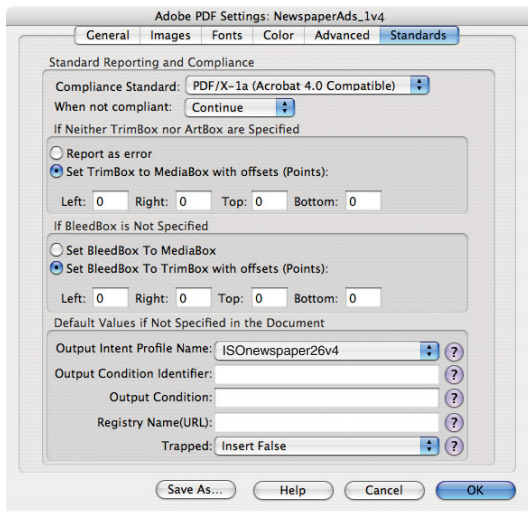 Adobe PDF Settings: NewspaperAds_1v4
General Images Fonts Color Advanced Standards
Standard Reporting and Compliance
Compliance Standard: PDF/X-1a (Acrobat 4.0 Compatible)
When not compliant: Continue
If Neither TrimBox nor ArtBox are Specified
Report as error
Set TrimBox to MediaBox with offsets (Points):
Left: 0 Right: 0 Top: 0 Bottom: 0
If BleedBox is Not Specified
Set BleedBox To MediaBox
Set BleedBox To TrimBox with offsets (Points):
Left: 0 Right: 0 Top: 0 Bottom: 0
Default Values if Not Specified in the Document
Output Intent Profile Name: ISOnewspaper26v4 ?
Output Condition Identifier: ?
Output Condition: ?
Registry Name(URL): ?
Trapped: Insert False ?
Save As... Help Cancel OK